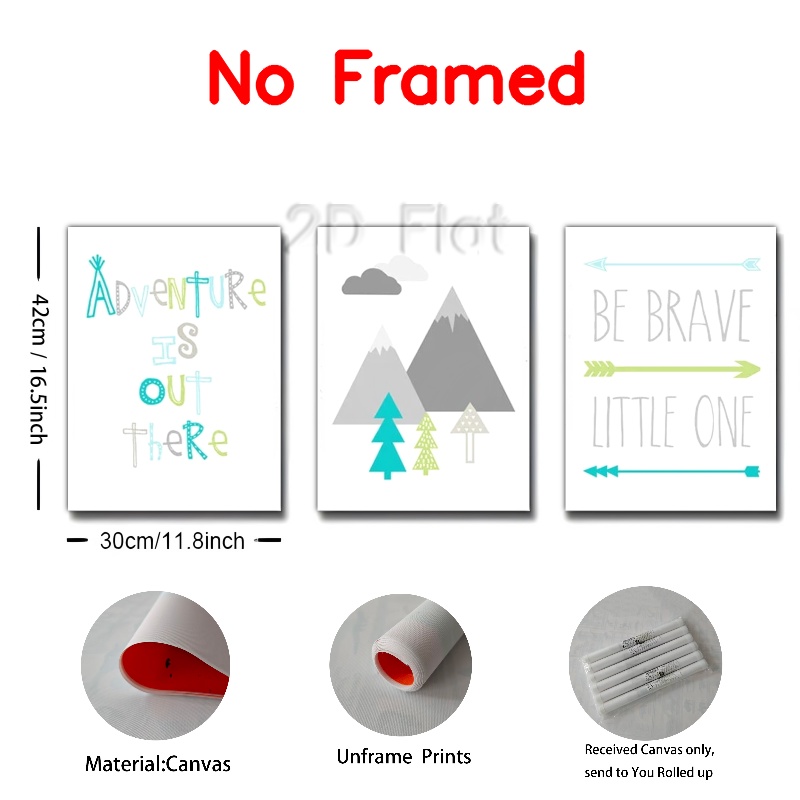 No Framed
2D Flat
ADVENTURE
IS
OUT
THERE
BE BRAVE
LITTLE ONE
42cm / 16.5inch
30cm/11.8inch
Material:Canvas
Unframe Prints
Received Canvas only,
send to You Rolled up